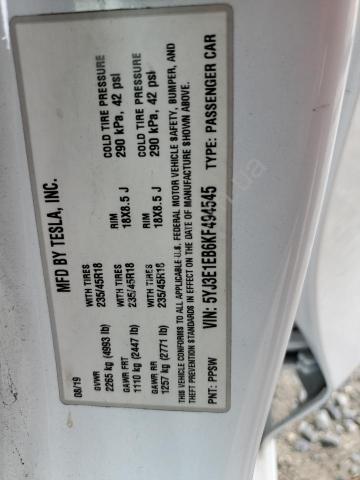 MFD BY TESLA, INC.
08/19
GVWR WITH TIRES RIM COLD TIRE PRESSURE
2265 kg (4993 lb) 235/45R18 18X8.5 J 290 kPa, 42 psi
GAWR FRT WITH TIRES RIM COLD TIRE PRESSURE
1110 kg (2447 lb) 235/45R18 18X8.5 J 290 kPa, 42 psi
GAWR RR
1257 kg (2771 lb)
THIS VEHICLE CONFORMS TO ALL APPLICABLE U.S. FEDERAL MOTOR VEHICLE SAFETY, BUMPER, AND
THEFT PREVENTION STANDARDS IN EFFECT ON THE DATE OF MANUFACTURE SHOWN ABOVE.
VIN: 5YJ3E1EB6KF494545 TYPE: PASSENGER CAR
PNT: PPSW